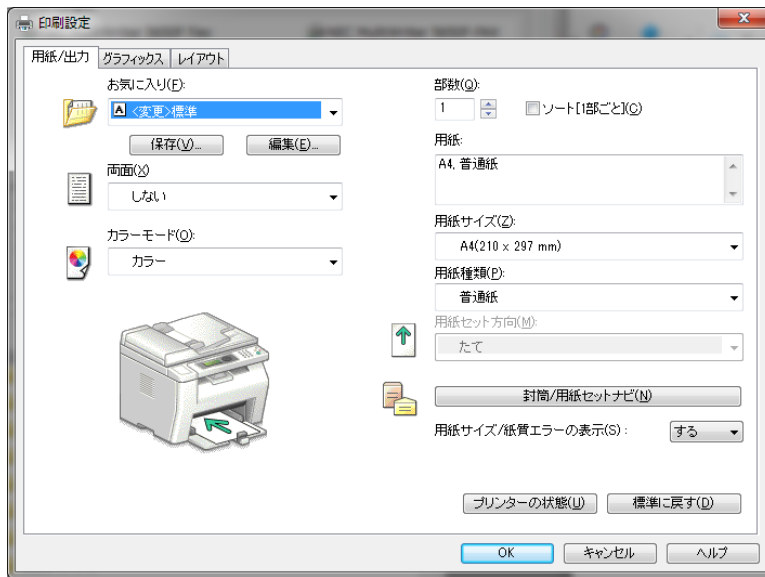 印刷設定
用紙/出力 グラフィックス レイアウト
お気に入り(F):
<変更>標準
保存(V)... 編集(E)...
両面(X)
しない
カラーモード(O):
カラー
部数(Q):
1 ソート[1部ごと](C)
用紙:
A4, 普通紙
用紙サイズ(Z):
A4(210 x 297 mm)
用紙種類(P):
普通紙
用紙セット方向(M):
たて
封筒/用紙セットナビ(N)
用紙サイズ/紙質エラーの表示(S) : する
プリンターの状態(U) 標準に戻す(D)
OK キャンセル ヘルプ